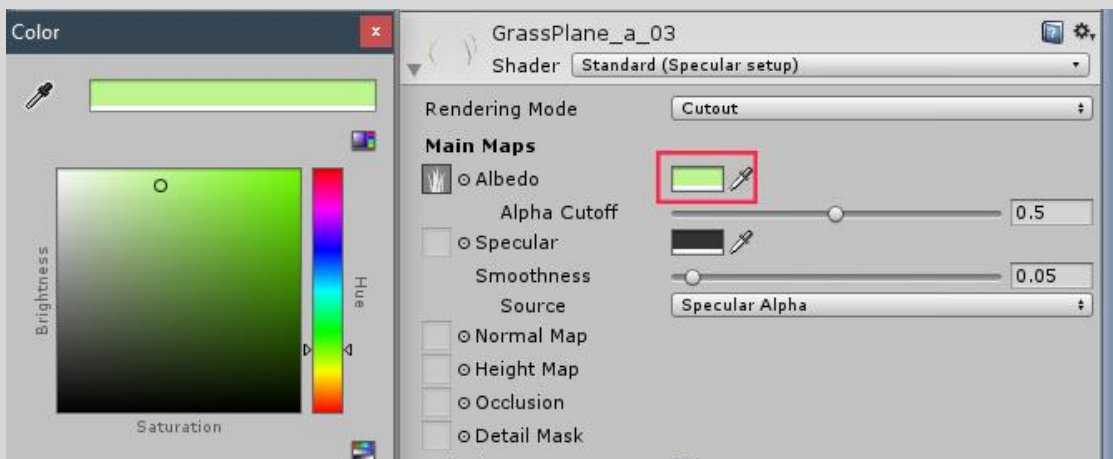 Color
x
Brightness
Saturation
Hue
GrassPlane_a_03
Shader Standard (Specular setup)
Rendering Mode Cutout
Main Maps
Albedo
Alpha Cutoff 0.5
Specular
Smoothness 0.05
Source Specular Alpha
Normal Map
Height Map
Occlusion
Detail Mask